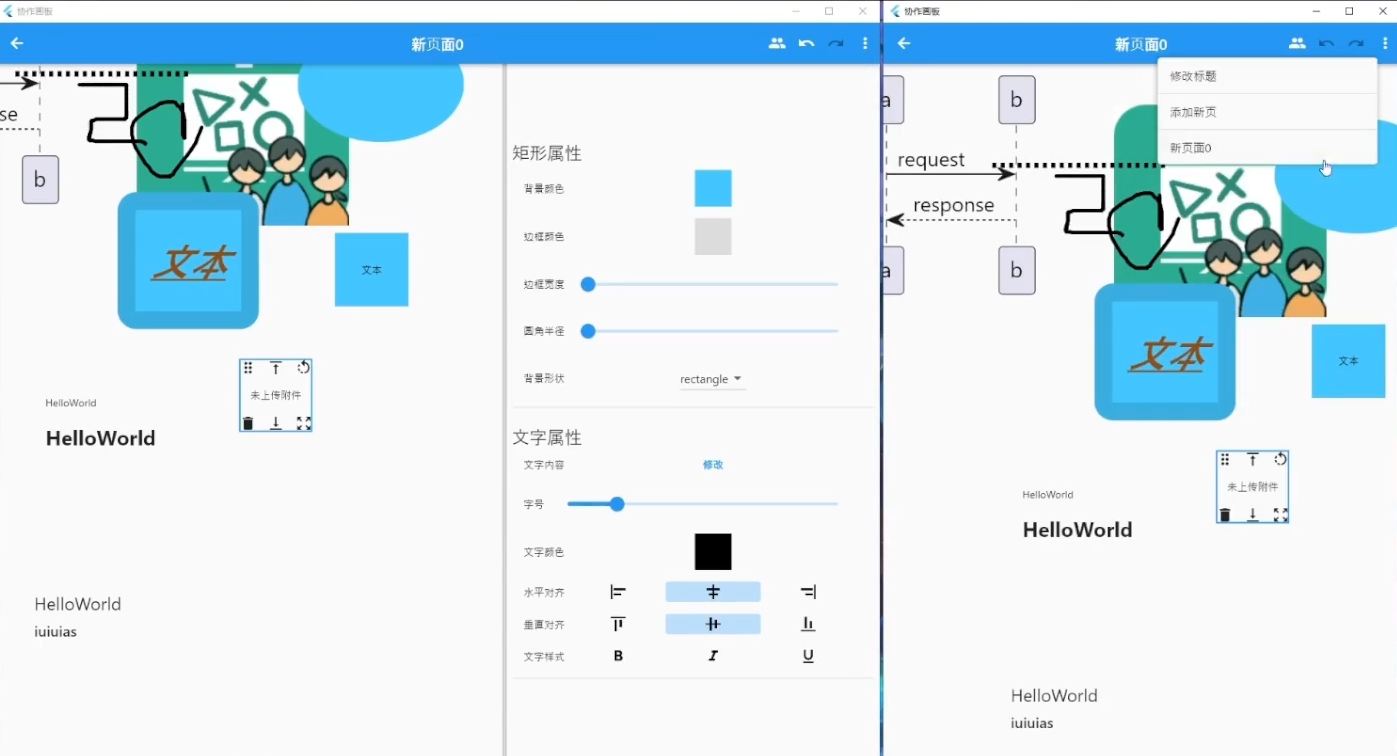 协作画板
新页面0
se
b
文本
文本
未上传附件
HelloWorld
HelloWorld
HelloWorld
iuiuias
矩形属性
背景颜色
边框颜色
边框宽度
圆角半径
背景形状
rectangle
文字属性
文字内容
修改
字号
文字颜色
水平对齐
垂直对齐
文字样式
B
I
U
协作画板
新页面0
修改标题
添加新页
新页面0
a
b
request
response
a
b
文本
文本
未上传附件
HelloWorld
HelloWorld
HelloWorld
iuiuias